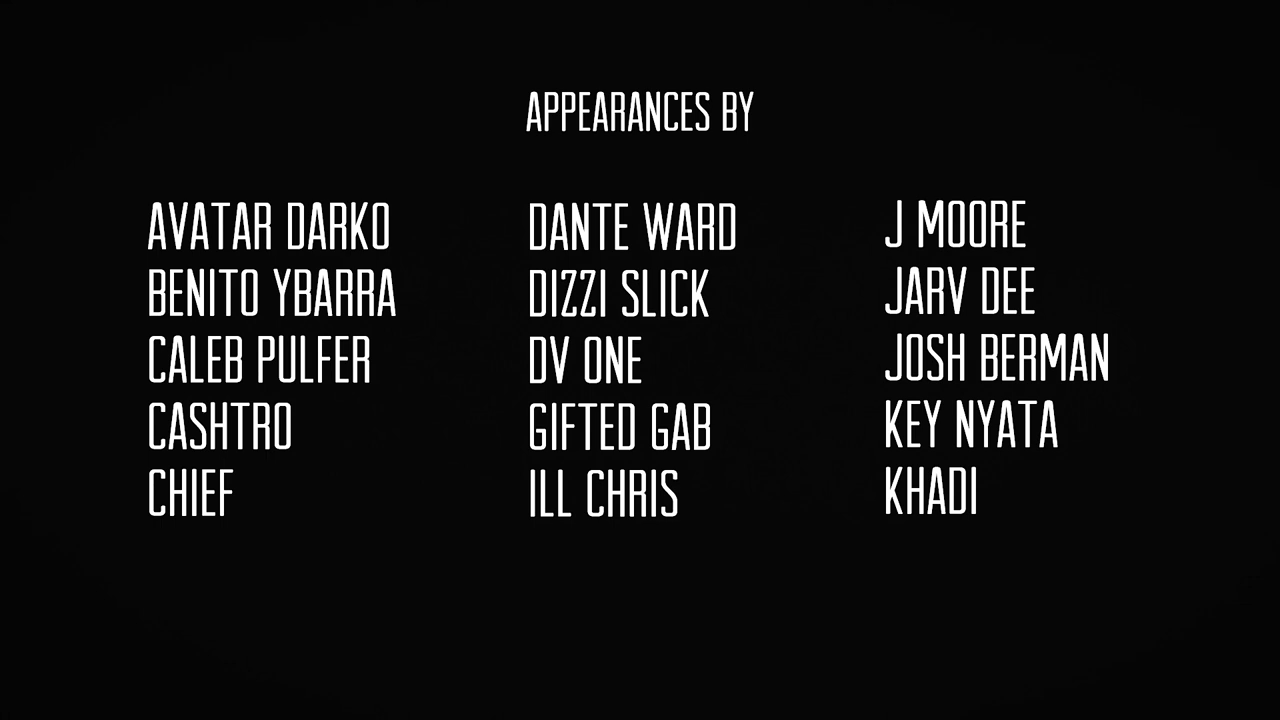 APPEARANCES BY
AVATAR DARKO
BENITO YBARRA
CALEB PULFER
CASHTRO
CHIEF
DANTE WARD
DIZZI SLICK
DV ONE
GIFTED GAB
ILL CHRIS
J MOORE
JARV DEE
JOSH BERMAN
KEY NYATA
KHADI